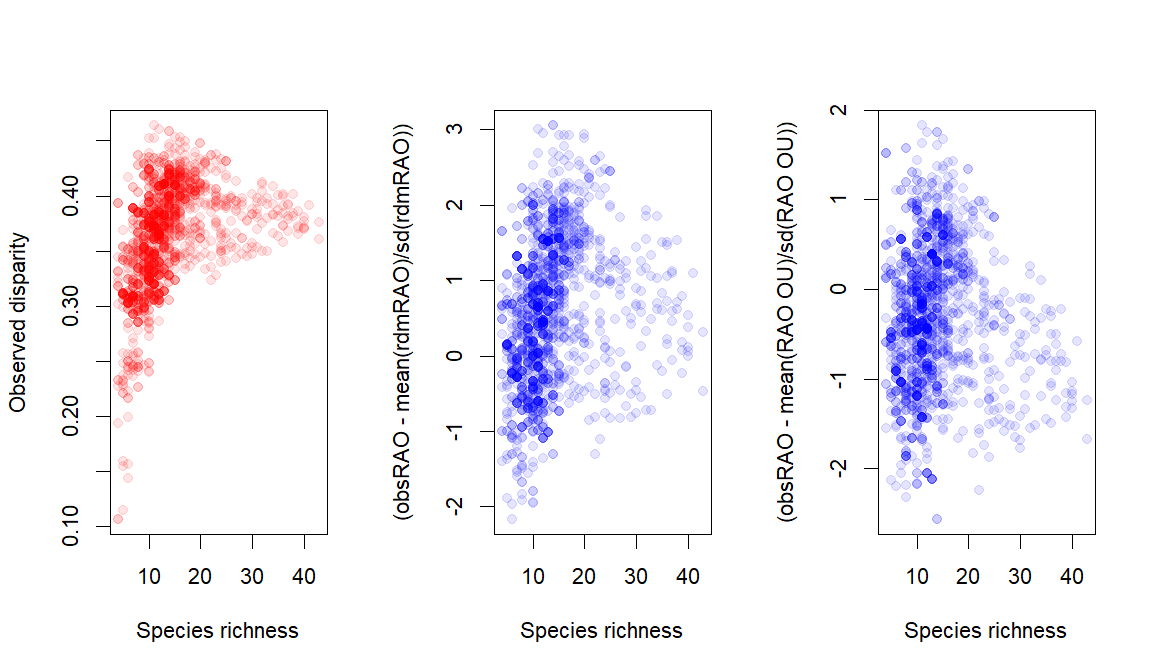 Observed disparity
0.10
0.20
0.30
0.40
10 20 30 40
Species richness
(obsRAO - mean(rdmRAO)/sd(rdmRAO))
-2
-1
0
1
2
3
10 20 30 40
Species richness
(obsRAO - mean(RAO OU)/sd(RAO OU))
-2
-1
0
1
2
10 20 30 40
Species richness